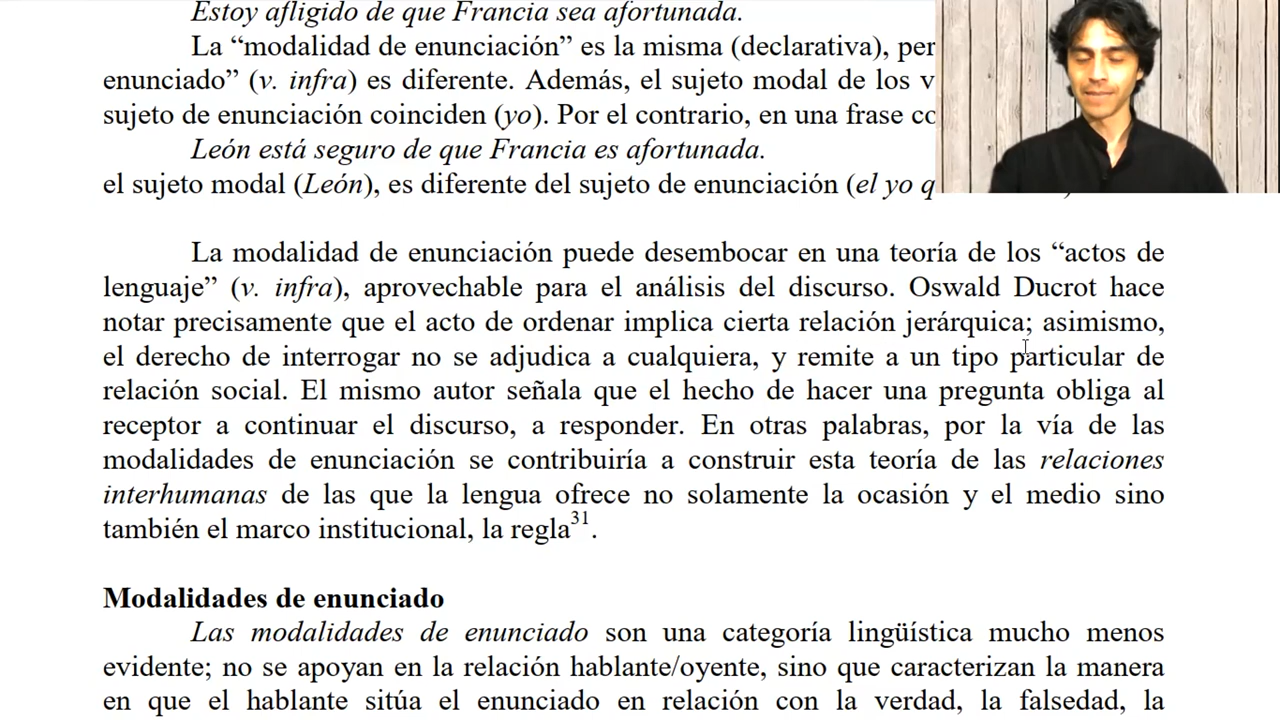 Estoy afligido de que Francia sea afortunada.
La “modalidad de enunciación” es la misma (declarativa), per
enunciado” (v. infra) es diferente. Además, el sujeto modal de los v
sujeto de enunciación coinciden (yo). Por el contrario, en una frase co
León está seguro de que Francia es afortunada.
el sujeto modal (León), es diferente del sujeto de enunciación (el yo q
La modalidad de enunciación puede desembocar en una teoría de los “actos de
lenguaje” (v. infra), aprovechable para el análisis del discurso. Oswald Ducrot hace
notar precisamente que el acto de ordenar implica cierta relación jerárquica; asimismo,
el derecho de interrogar no se adjudica a cualquiera, y remite a un tipo particular de
relación social. El mismo autor señala que el hecho de hacer una pregunta obliga al
receptor a continuar el discurso, a responder. En otras palabras, por la vía de las
modalidades de enunciación se contribuiría a construir esta teoría de las relaciones
interhumanas de las que la lengua ofrece no solamente la ocasión y el medio sino
también el marco institucional, la regla31.
Modalidades de enunciado
Las modalidades de enunciado son una categoría lingüística mucho menos
evidente; no se apoyan en la relación hablante/oyente, sino que caracterizan la manera
en que el hablante sitúa el enunciado en relación con la verdad, la falsedad, la